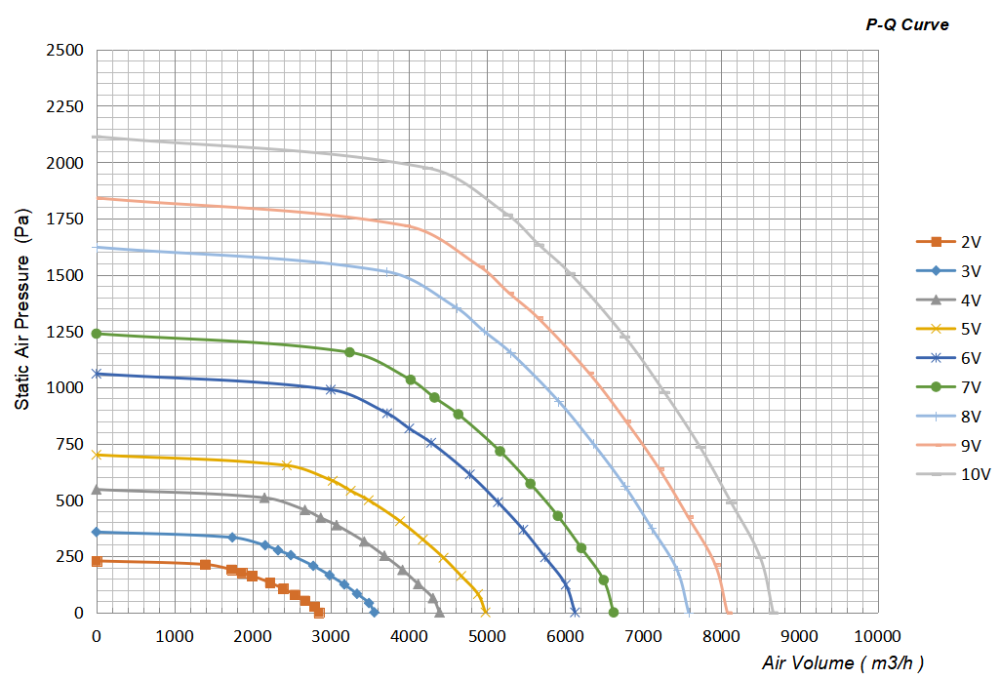 P-Q Curve
2500
2250
2000
1750
1500
1250
1000
750
500
250
0
Static Air Pressure (Pa)
0 1000 2000 3000 4000 5000 6000 7000 8000 9000 10000
Air Volume ( m3/h )
2V
3V
4V
5V
6V
7V
8V
9V
10V